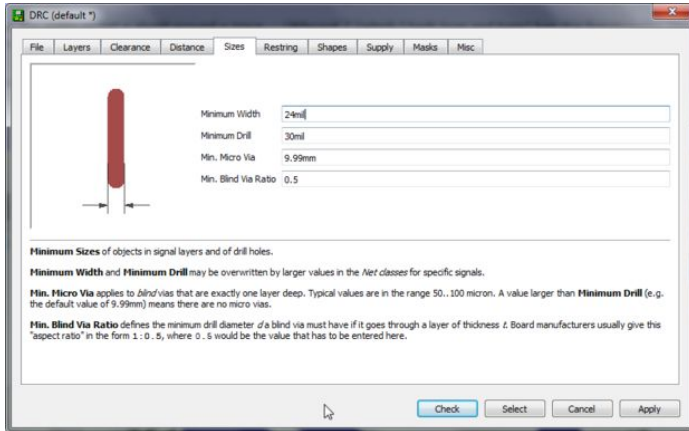 DRC (default *)
File Layers Clearance Distance Sizes Restring Shapes Supply Masks Misc
Minimum Width 24mil
Minimum Drill 30mil
Min. Micro Via 9.99mm
Min. Blind Via Ratio 0.5
Minimum Sizes of objects in signal layers and of drill holes.
Minimum Width and Minimum Drill may be overwritten by larger values in the Net classes for specific signals.
Min. Micro Via applies to blind vias that are exactly one layer deep. Typical values are in the range 50..100 micron. A value larger than Minimum Drill (e.g.
the default value of 9.99mm) means there are no micro vias.
Min. Blind Via Ratio defines the minimum drill diameter d a blind via must have if it goes through a layer of thickness t. Board manufacturers usually give this
"aspect ratio" in the form 1:0.5, where 0.5 would be the value that has to be entered here.
Check Select Cancel Apply